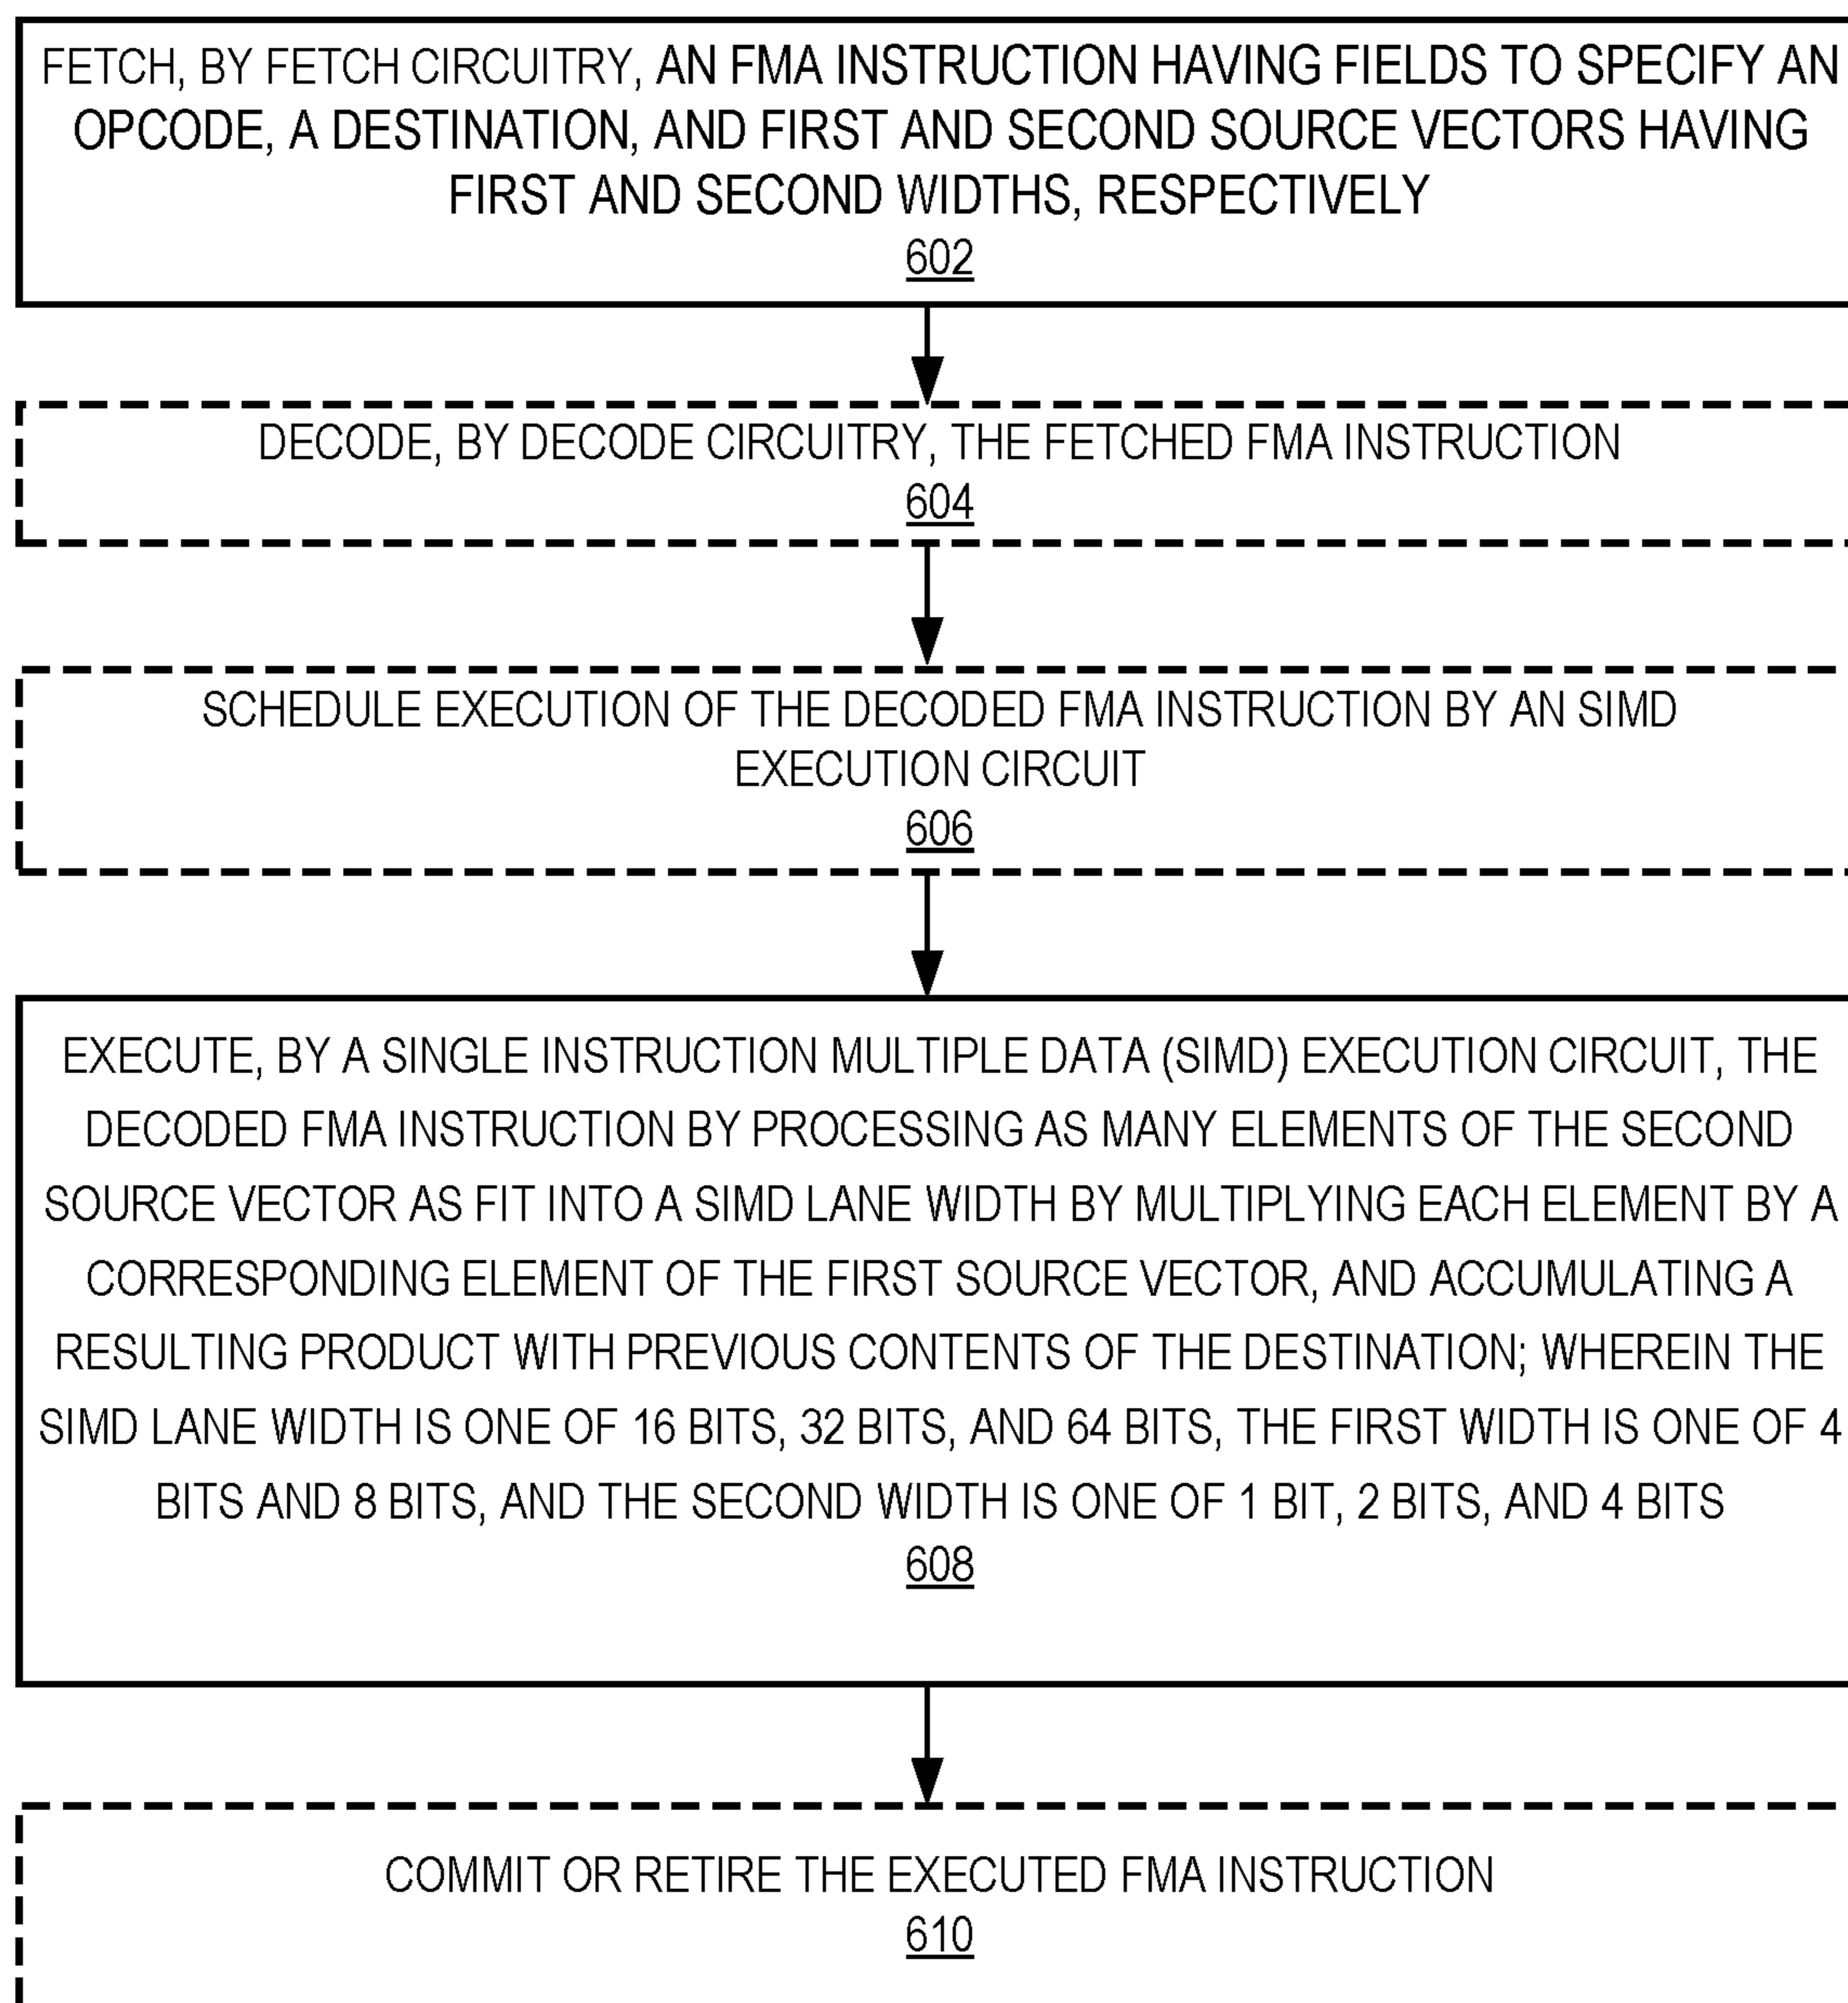 FETCH, BY FETCH CIRCUITRY, AN FMA INSTRUCTION HAVING FIELDS TO SPECIFY AN
OPCODE, A DESTINATION, AND FIRST AND SECOND SOURCE VECTORS HAVING
FIRST AND SECOND WIDTHS, RESPECTIVELY
602
DECODE, BY DECODE CIRCUITRY, THE FETCHED FMA INSTRUCTION
604
SCHEDULE EXECUTION OF THE DECODED FMA INSTRUCTION BY AN SIMD
EXECUTION CIRCUIT
606
EXECUTE, BY A SINGLE INSTRUCTION MULTIPLE DATA (SIMD) EXECUTION CIRCUIT, THE
DECODED FMA INSTRUCTION BY PROCESSING AS MANY ELEMENTS OF THE SECOND
SOURCE VECTOR AS FIT INTO A SIMD LANE WIDTH BY MULTIPLYING EACH ELEMENT BY A
CORRESPONDING ELEMENT OF THE FIRST SOURCE VECTOR, AND ACCUMULATING A
RESULTING PRODUCT WITH PREVIOUS CONTENTS OF THE DESTINATION; WHEREIN THE
SIMD LANE WIDTH IS ONE OF 16 BITS, 32 BITS, AND 64 BITS, THE FIRST WIDTH IS ONE OF 4
BITS AND 8 BITS, AND THE SECOND WIDTH IS ONE OF 1 BIT, 2 BITS, AND 4 BITS
608
COMMIT OR RETIRE THE EXECUTED FMA INSTRUCTION
610